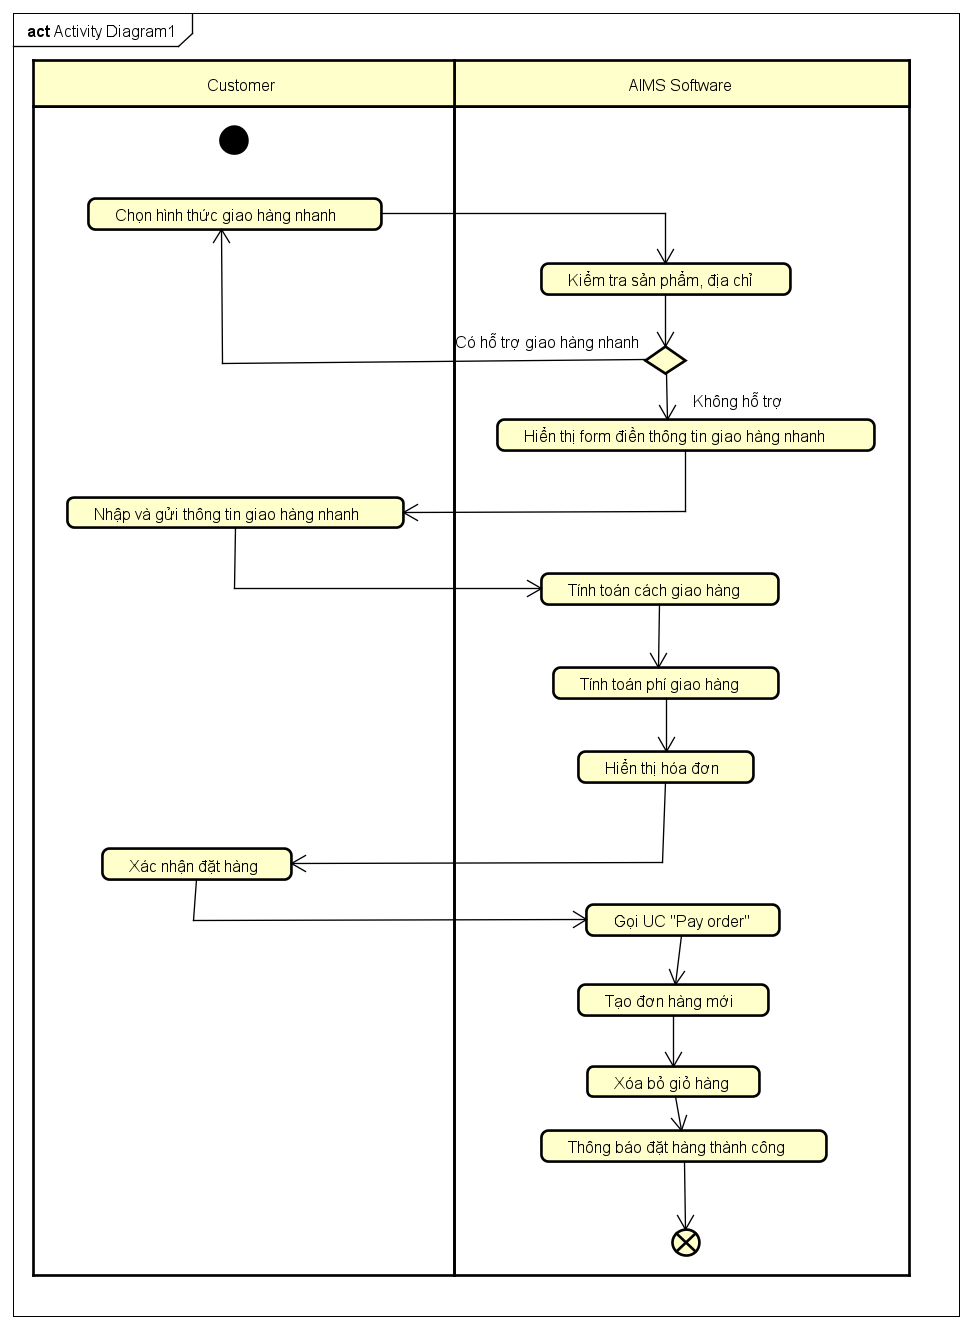 act Activity Diagram1
Customer
AIMS Software
Chọn hình thức giao hàng nhanh
Kiểm tra sản phẩm, địa chỉ
Có hỗ trợ giao hàng nhanh
Không hỗ trợ
Hiển thị form điền thông tin giao hàng nhanh
Nhập và gửi thông tin giao hàng nhanh
Tính toán cách giao hàng
Tính toán phí giao hàng
Hiển thị hóa đơn
Xác nhận đặt hàng
Gọi UC "Pay order"
Tạo đơn hàng mới
Xóa bỏ giỏ hàng
Thông báo đặt hàng thành công